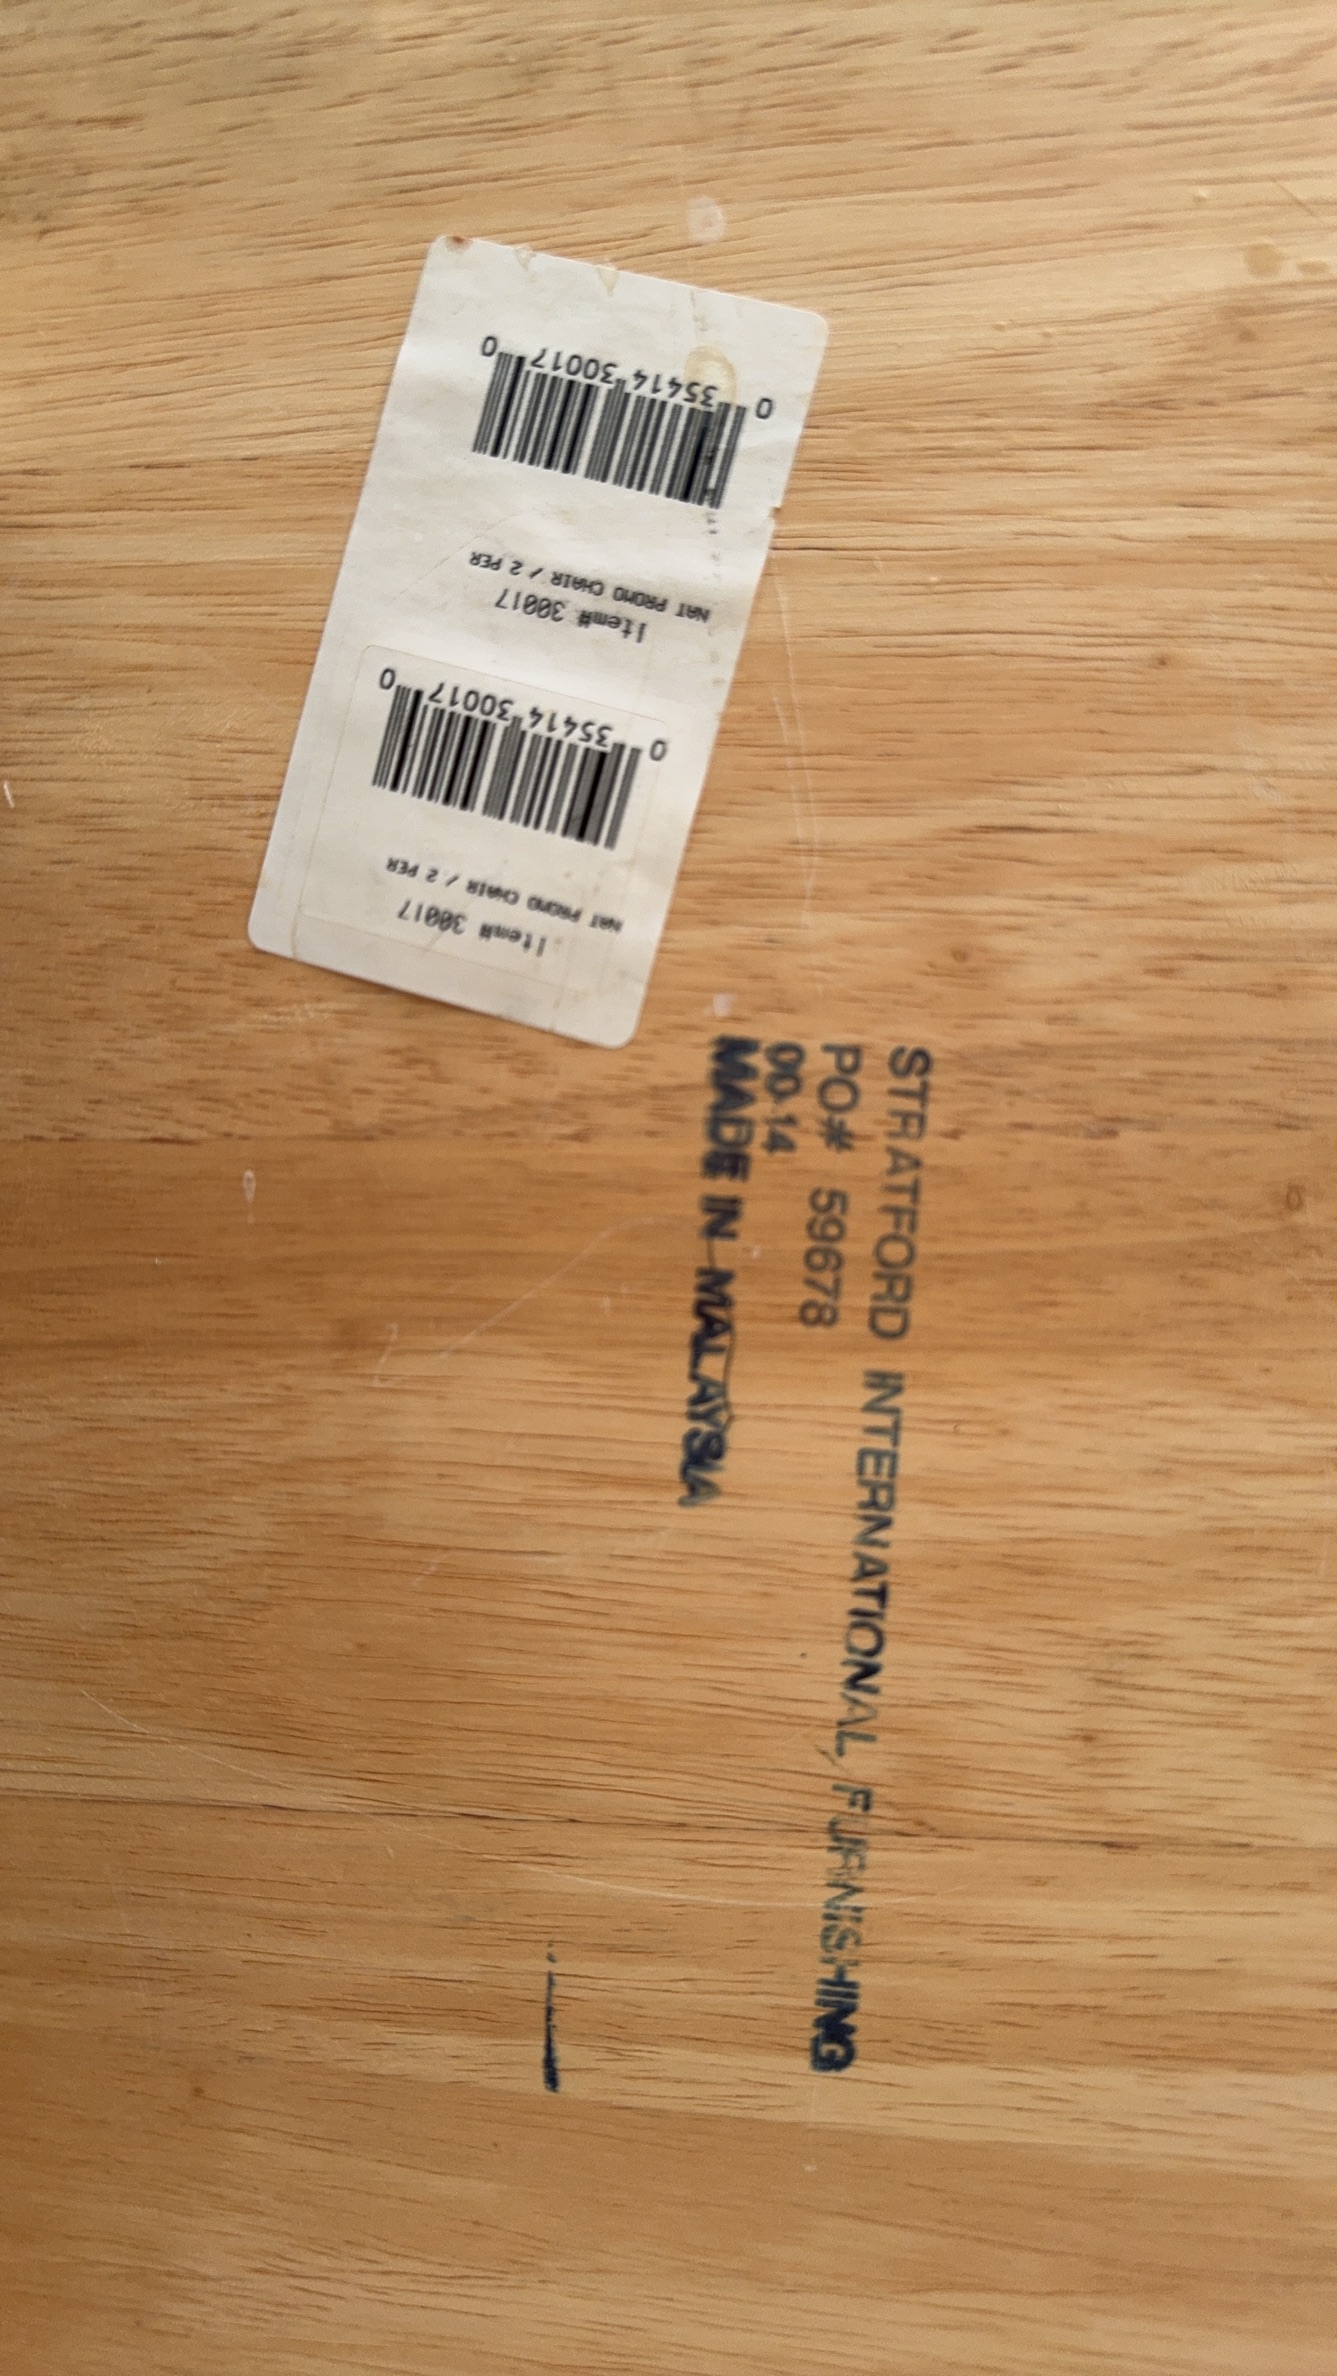 Item# 30017
NAT PROMO CHAIR / 2 PER
0 35414 30017 0
Item# 30017
NAT PROMO CHAIR / 2 PER
0 35414 30017 0
STRATFORD INTERNATIONAL, FURNISHING
PO# 59678
00.14
MADE IN MALAYSIA